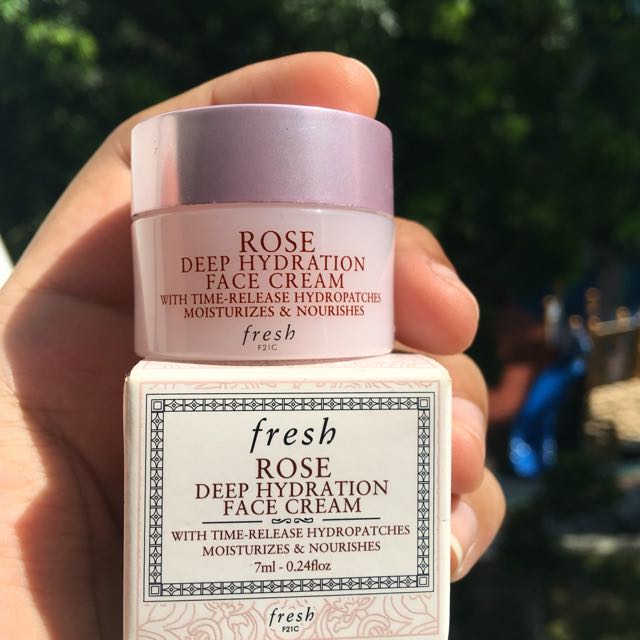 ROSE
DEEP HYDRATION
FACE CREAM
WITH TIME-RELEASE HYDROPATCHES
MOISTURIZES & NOURISHES
fresh
F21C
fresh
ROSE
DEEP HYDRATION
FACE CREAM
WITH TIME-RELEASE HYDROPATCHES
MOISTURIZES & NOURISHES
7ml - 0.24floz
fresh
F21C